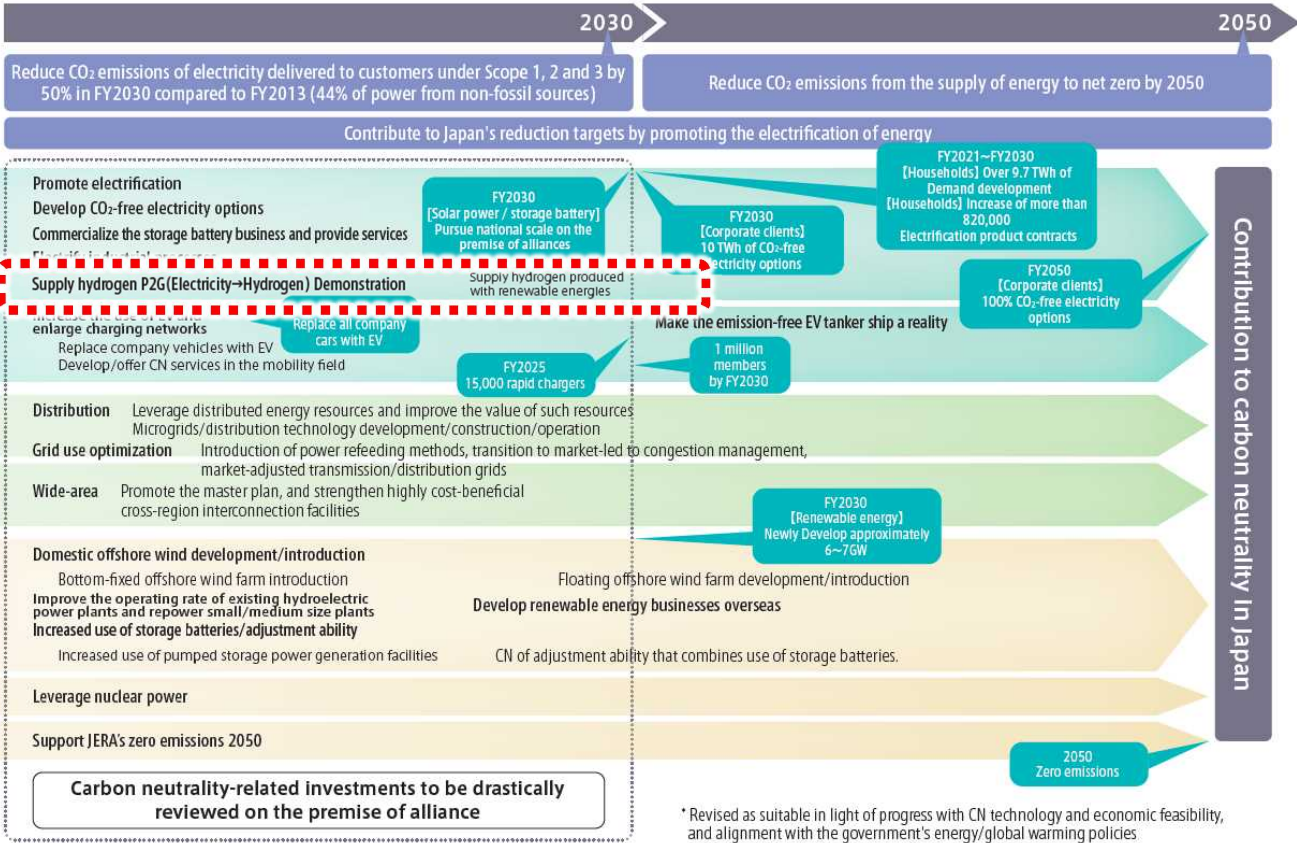 2030
2050
Reduce CO₂ emissions of electricity delivered to customers under Scope 1, 2 and 3 by
50% in FY2030 compared to FY2013 (44% of power from non-fossil sources)
Reduce CO₂ emissions from the supply of energy to net zero by 2050
Contribute to Japan's reduction targets by promoting the electrification of energy
Promote electrification
Develop CO₂-free electricity options
Commercialize the storage battery business and provide services
FY2030
[Solar power / storage battery]
Pursue national scale on the
premise of alliances
FY2030
[Corporate clients]
10 TWh of CO₂-free
electricity options
FY2021~FY2030
【Households】 Over 9.7 TWh of
Demand development
【Households】 Increase of more than
820,000
Electrification product contracts
FY2050
[Corporate clients]
100% CO₂-free electricity
options
Supply hydrogen P2G(Electricity→Hydrogen) Demonstration
Supply hydrogen produced
with renewable energies
Increase the use of EV and
enlarge charging networks
Replace company vehicles with EV
Develop/offer CN services in the mobility field
Replace all company
cars with EV
Make the emission-free EV tanker ship a reality
FY2025
15,000 rapid chargers
1 million
members
by FY2030
Distribution Leverage distributed energy resources and improve the value of such resources
Microgrids/distribution technology development/construction/operation
Grid use optimization Introduction of power refeeding methods, transition to market-led to congestion management,
market-adjusted transmission/distribution grids
Wide-area Promote the master plan, and strengthen highly cost-beneficial
cross-region interconnection facilities
FY2030
【Renewable energy】
Newly Develop approximately
6~7GW
Domestic offshore wind development/introduction
Bottom-fixed offshore wind farm introduction
Floating offshore wind farm development/introduction
Improve the operating rate of existing hydroelectric
power plants and repower small/medium size plants
Develop renewable energy businesses overseas
Increased use of storage batteries/adjustment ability
Increased use of pumped storage power generation facilities
CN of adjustment ability that combines use of storage batteries.
Leverage nuclear power
Support JERA's zero emissions 2050
2050
Zero emissions
Contribution to carbon neutrality in Japan
Carbon neutrality-related investments to be drastically
reviewed on the premise of alliance
* Revised as suitable in light of progress with CN technology and economic feasibility,
and alignment with the government's energy/global warming policies